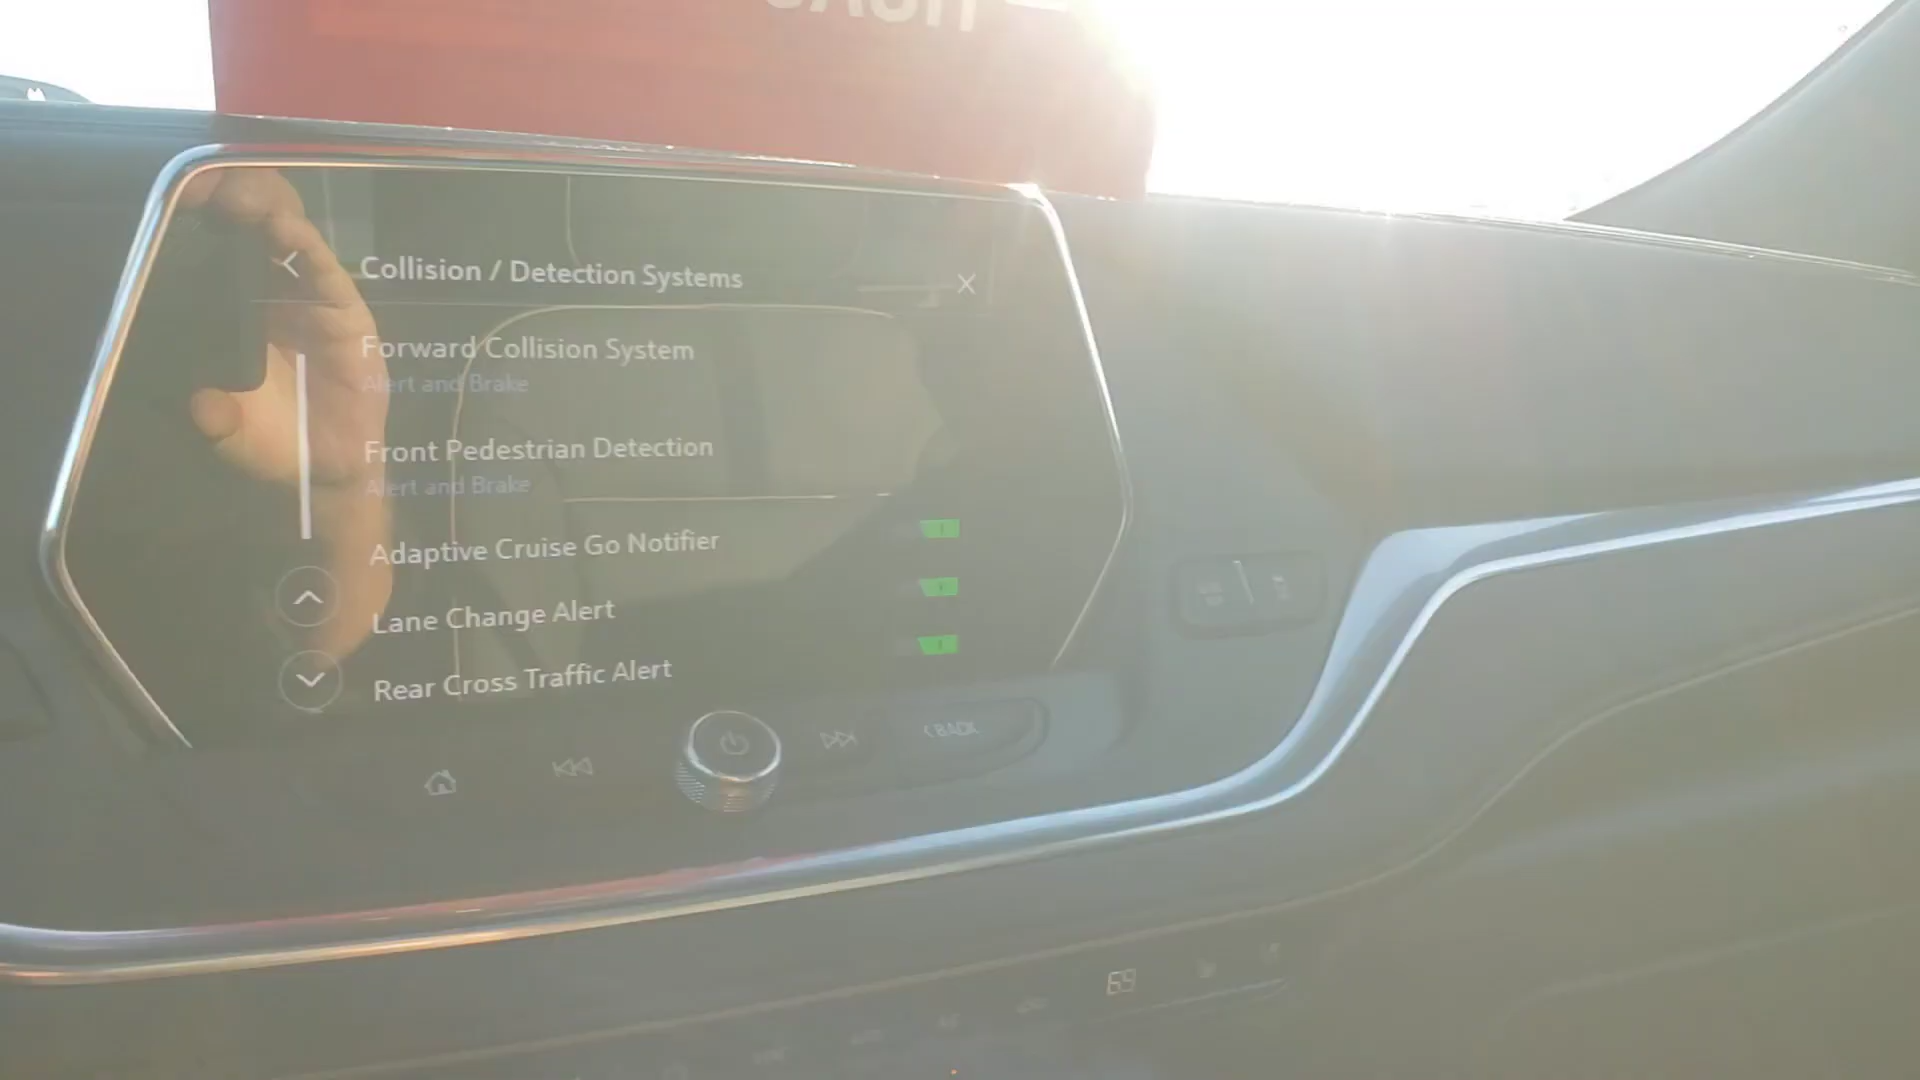 Collision / Detection Systems
Forward Collision System
Alert and Brake
Front Pedestrian Detection
Alert and Brake
Adaptive Cruise Go Notifier
Lane Change Alert
Rear Cross Traffic Alert
BACK
69